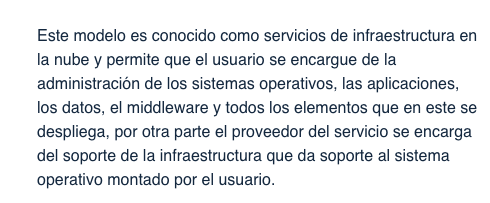 Este modelo es conocido como servicios de infraestructura en
la nube y permite que el usuario se encargue de la
administración de los sistemas operativos, las aplicaciones,
los datos, el middleware y todos los elementos que en este se
despliega, por otra parte el proveedor del servicio se encarga
del soporte de la infraestructura que da soporte al sistema
operativo montado por el usuario.